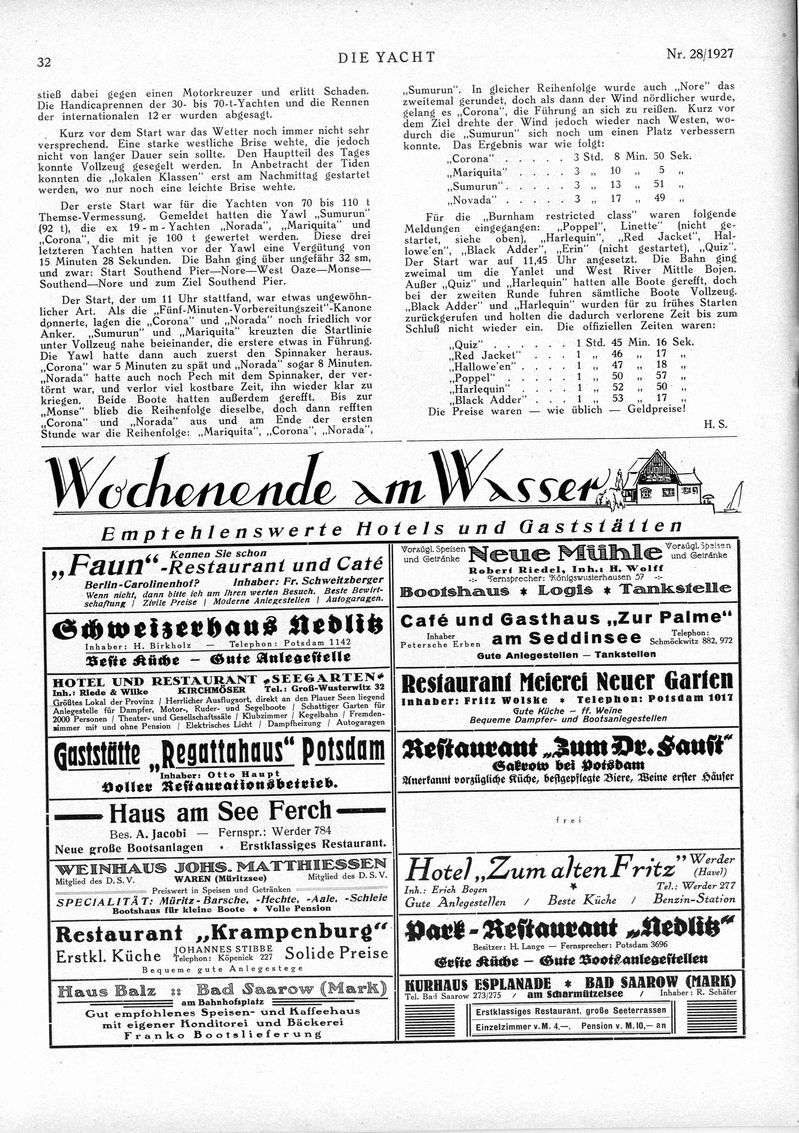 32
DIE YACHT
Nr. 28/1927
stieß dabei gegen einen Motorkreuzer und erlitt Schaden.
Die Handicaprennen der 30- bis 70-t-Yachten und die Rennen
der internationalen 12 er wurden abgesagt.
Kurz vor dem Start war das Wetter noch immer nicht sehr
versprechend. Eine starke westliche Brise wehte, die jedoch
nicht von langer Dauer sein sollte. Den Hauptteil des Tages
konnte Vollzeug gesegelt werden. In Anbetracht der Tiden
konnten die „lokalen Klassen" erst am Nachmittag gestartet
werden, wo nur noch eine leichte Brise wehte.
Der erste Start war für die Yachten von 70 bis 110 t
Themse-Vermessung. Gemeldet hatten die Yawl „Sumurun"
(92 t), die ex 19-m-Yachten „Norada", „Mariquita" und
„Corona", die mit je 100 t gewertet werden. Diese drei
letzteren Yachten hatten vor der Yawl eine Vergütung von
15 Minuten 28 Sekunden. Die Bahn ging über ungefähr 32 sm,
und zwar: Start Southend Pier—Nore—West Oaze—Monse—
Southend—Nore und zum Ziel Southend Pier.
Der Start, der um 11 Uhr stattfand, war etwas ungewöhn-
licher Art. Als die „Fünf-Minuten-Vorbereitungszeit"-Kanone
donnerte, lagen die „Corona" und „Norada" noch friedlich vor
Anker. „Sumurun" und „Mariquita" kreuzten die Startlinie
unter Vollzeug nahe beieinander, die erstere etwas in Führung.
Die Yawl hatte dann auch zuerst den Spinnaker heraus.
„Corona" war 5 Minuten zu spät und „Norada" sogar 8 Minuten.
„Norada" hatte auch noch Pech mit dem Spinaker, der ver-
törnt war, und verlor viel kostbare Zeit, ihn wieder klar zu
kriegen. Beide Boote hatten außerdem gerefft. Bis zur
„Monse" blieb die Reihenfolge dieselbe, doch dann refften
„Corona" und „Norada" aus und am Ende der ersten
Stunde war die Reihenfolge: „Mariquita", „Corona", „Norada",
„Sumurun". In gleicher Reihenfolge wurde auch „Nore" das
zweitemal gerundet, doch als dann der Wind nördlicher wurde,
gelang es „Corona", die Führung an sich zu reißen. Kurz vor
dem Ziel drehte der Wind jedoch wieder nach Westen, wo-
durch die „Sumurun" sich noch um einen Platz verbessern
konnte. Das Ergebnis war wie folgt:
„Corona" . . . . . 3 Std. 8 Min. 50 Sek.
„Mariquita" . . . . . 3 „ 10 „ 5 „
„Sumurun" . . . . . 3 „ 13 „ 51 „
„Novada" . . . . . 3 „ 17 „ 49 „
Für die „Burnham restricted class" waren folgende
Meldungen eingegangen: „Poppel", Linette" (nicht ge-
startet, siehe oben), „Harlequin", „Red Jacket", Hal-
lowe'en", „Black Adder", „Erin" (nicht gestartet), „Quiz".
Der Start war auf 11,45 Uhr angesetzt. Die Bahn ging
zweimal um die Yanlet und West River Mittle Bojen.
Außer „Quiz" und „Harlequin" hatten alle Boote gerefft, doch
bei der zweiten Runde fuhren sämtliche Boote Vollzeug.
„Black Adder" und „Harlequin" wurden für zu frühes Starten
zurückgerufen und holten die dadurch verlorene Zeit bis zum
Schluß nicht wieder ein. Die offiziellen Zeiten waren:
„Quiz" . . . . . . . 1 Std. 45 Min. 16 Sek.
„Red Jacket" . . . . 1 „ 46 „ 17 „
„Hallowe'en" . . . . 1 „ 47 „ 18 „
„Poppel" . . . . . . 1 „ 50 „ 57 „
„Harlequin" . . . . 1 „ 52 „ 50 „
„Black Adder" . . . 1 „ 53 „ 17 „
Die Preise waren — wie üblich — Geldpreise!
H. S.
Wochenende am Wasser
Empfehlenswerte Hotels und Gaststätten
Kennen Sie schon
„Faun"-Restaurant und Café
Berlin-Carolinenhof? Inhaber: Fr. Schweitzberger
Wenn nicht, dann bitte ich um Ihren werten Besuch. Beste Bewirt-
schaftung / Zivile Preise / Moderne Anlegestellen / Autogaragen.
Schweizerhaus Nedlitz
Inhaber: H. Birkholz — Telephon: Potsdam 1142
Beste Küche — Gute Anlegestelle
HOTEL UND RESTAURANT „SEEGARTEN"
Inh.: Riede & Wilke KIRCHMÖSER Tel.: Groß-Wusterwitz 32
Größtes Lokal der Provinz / Herrlicher Ausflugsort, direkt an den Plauer Seen liegend
Anlegestelle für Dampfer, Motor-, Ruder- und Segelboote / Schattiger Garten für
2000 Personen / Theater- und Gesellschaftssäle / Klubzimmer / Kegelbahn / Fremden-
zimmer mit und ohne Pension / Elektrisches Licht / Dampfheizung / Autogaragen
Gaststätte „Regattahaus" Potsdam
Inhaber: Otto Haupt
Voller Restaurationsbetrieb.
Haus am See Ferch
Bes. A. Jacobi — Fernspr.: Werder 784
Neue große Bootsanlagen • Erstklassiges Restaurant.
WEINHAUS JOHS. MATTHIESSEN
Mitglied des D. S. V. WAREN (Müritzsee) Mitglied des D. S. V.
Preiswert in Speisen und Getränken
SPECIALITÄT: Müritz-Barsche, -Hechte, -Aale, -Schleie
Bootshaus für kleine Boote * Volle Pension
Restaurant „Krampenburg"
Erstkl. Küche JOHANNES STIBBE Telephon: Köpenick 227 Solide Preise
Bequeme gute Anlegestege
Haus Balz :: Bad Saarow (Mark)
am Bahnhofsplatz
Gut empfohlenes Speisen- und Kaffeehaus
mit eigener Konditorei und Bäckerei
Franko Bootslieferung
Vorzügl. Speisen und Getränke Neue Mühle Vorzügl. Speisen und Getränke
Robert Riedel, Inh.: H. Wolff
-:- Fernsprecher: Königswusterhausen 57 -:-
Bootshaus * Logis * Tankstelle
Café und Gasthaus „Zur Palme"
Inhaber Petersche Erben am Seddinsee Telephon: Schmöckwitz 882, 972
Gute Anlegestellen — Tankstellen
Restaurant Meierei Neuer Garten
Inhaber: Fritz Wolske * Telephon: Potsdam 1017
Gute Küche — ff. Weine
Bequeme Dampfer- und Bootsanlegestellen
Restaurant „Zum Dr. Faust"
Sakrow bei Potsdam
Anerkannt vorzügliche Küche, bestgepflegte Biere, Weine erster Häuser
frei
Hotel „Zum alten Fritz" Werder (Havel)
Inh.: Erich Bogen * Tel.: Werder 277
Gute Anlegestellen / Beste Küche / Benzin-Station
Park-Restaurant „Nedlitz"
Besitzer: H. Lange — Fernsprecher: Potsdam 3696
Erste Küche — Gute Bootsanlegestellen
KURHAUS ESPLANADE * BAD SAAROW (MARK)
Tel. Bad Saarow 273/275 / am Scharmützelsee / Inhaber: R. Schäfer
Erstklassiges Restaurant, große Seeterrassen
Einzelzimmer v. M. 4.—, Pension v. M. 10,— an